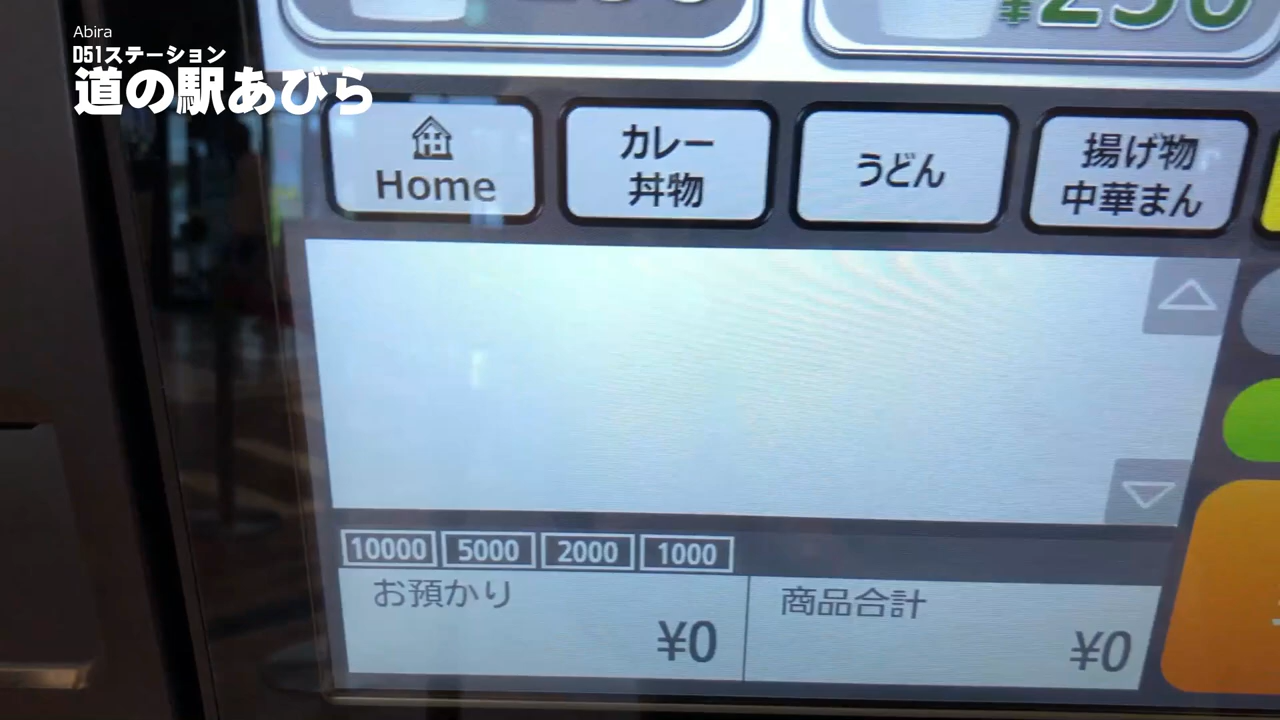 Abira
D51ステーション
道の駅あびら
¥250
Home
カレー
丼物
うどん
揚げ物
中華まん
10000 5000 2000 1000
お預かり
¥0
商品合計
¥0